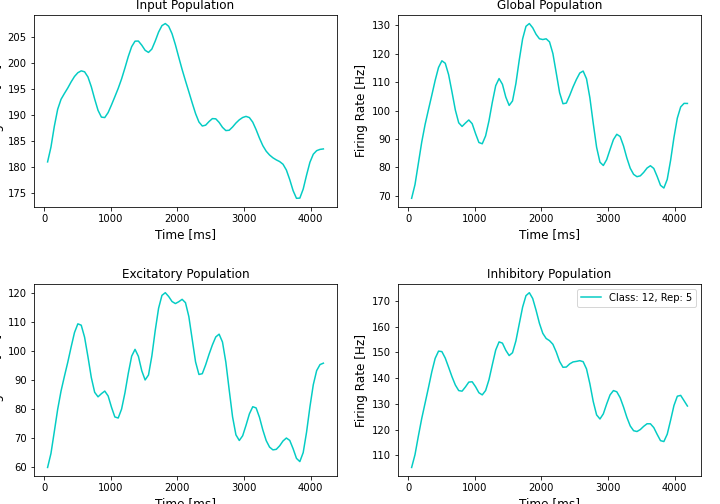 Input Population
205
200
195
190
185
180
175
0 1000 2000 3000 4000
Time [ms]
Global Population
Firing Rate [Hz]
130
120
110
100
90
80
70
0 1000 2000 3000 4000
Time [ms]
Excitatory Population
120
110
100
90
80
70
60
0 1000 2000 3000 4000
Time [ms]
Inhibitory Population
Firing Rate [Hz]
Class: 12, Rep: 5
170
160
150
140
130
120
110
0 1000 2000 3000 4000
Time [ms]